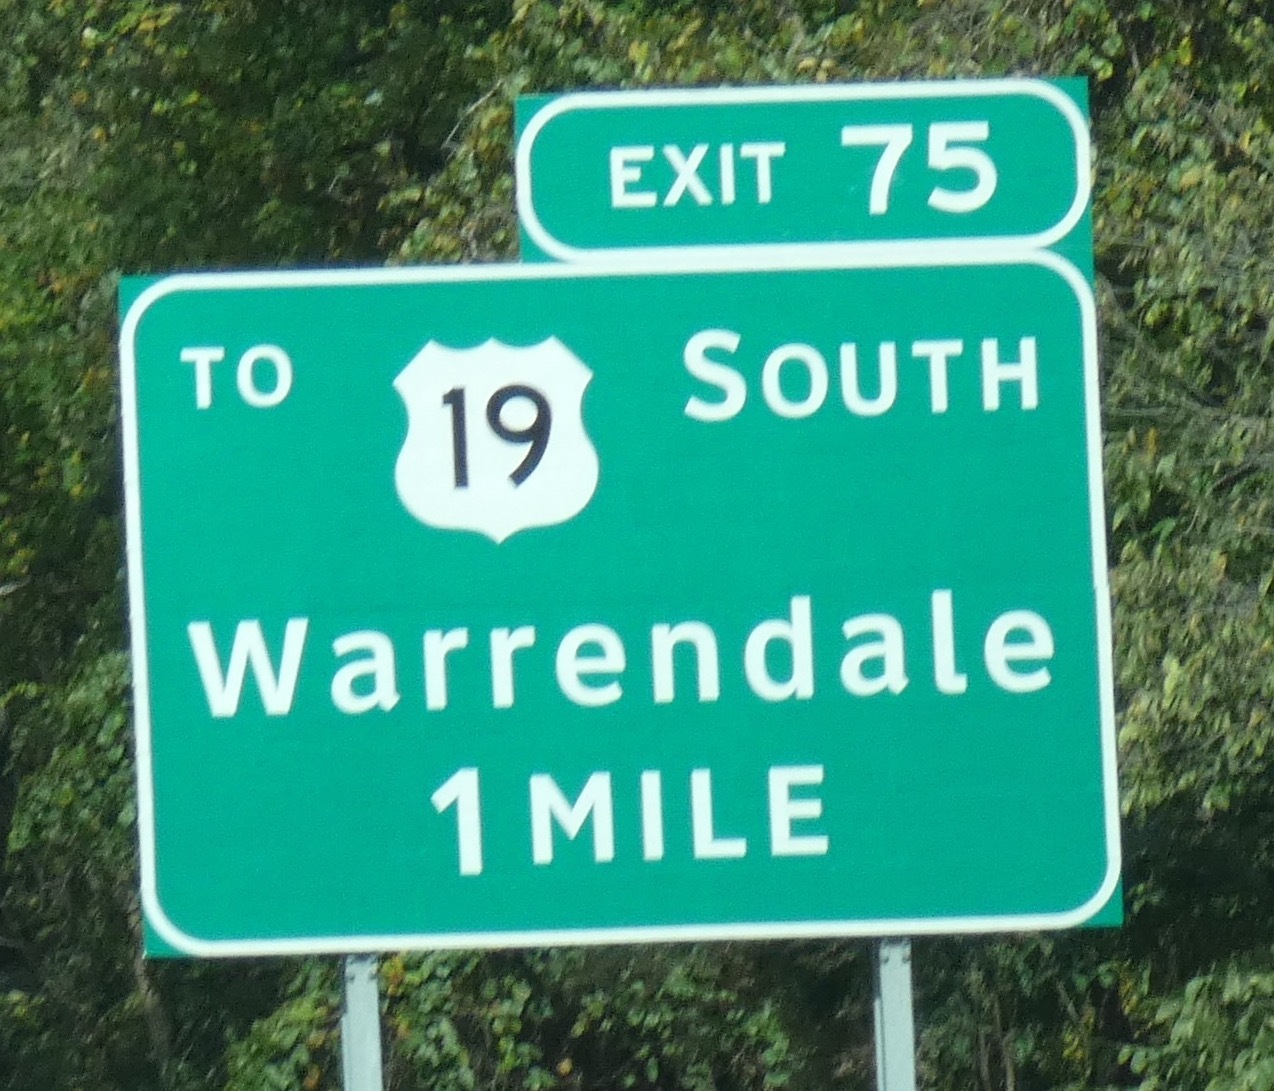 EXIT 75
TO 19 SOUTH
Warrendale
1 MILE